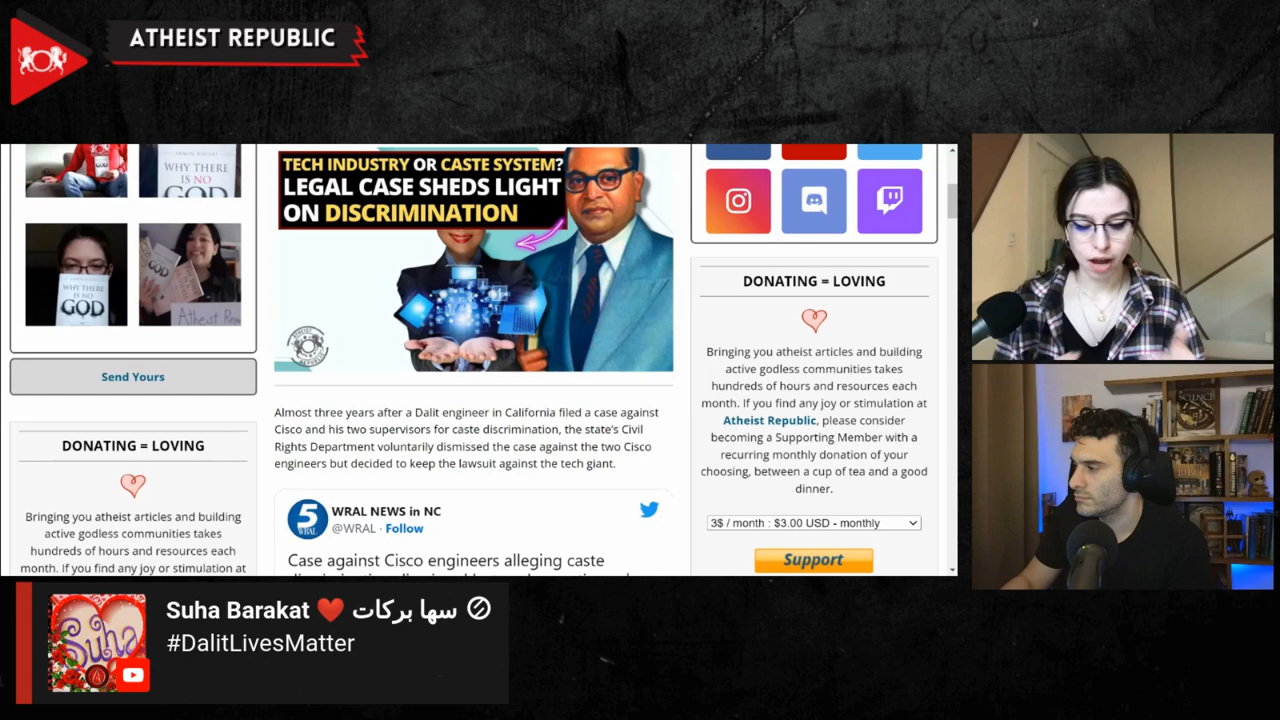 ATHEIST REPUBLIC
WHY THERE
IS NO
GOD
WHY THERE
IS NO
GOD
GOD
Atheist Re
Send Yours
DONATING = LOVING
Bringing you atheist articles and building
active godless communities takes
hundreds of hours and resources each
month. If you find any joy or stimulation at
TECH INDUSTRY OR CASTE SYSTEM?
LEGAL CASE SHEDS LIGHT
ON DISCRIMINATION
Almost three years after a Dalit engineer in California filed a case against
Cisco and his two supervisors for caste discrimination, the state's Civil
Rights Department voluntarily dismissed the case against the two Cisco
engineers but decided to keep the lawsuit against the tech giant.
5
WRAL
WRAL NEWS in NC
@WRAL · Follow
Case against Cisco engineers alleging caste
DONATING = LOVING
Bringing you atheist articles and building
active godless communities takes
hundreds of hours and resources each
month. If you find any joy or stimulation at
Atheist Republic, please consider
becoming a Supporting Member with a
recurring monthly donation of your
choosing, between a cup of tea and a good
dinner.
3$ / month : $3.00 USD - monthly
Support
SCIENCE
BIBLE
Suha
Suha Barakat ❤️ سها بركات
#DalitLivesMatter